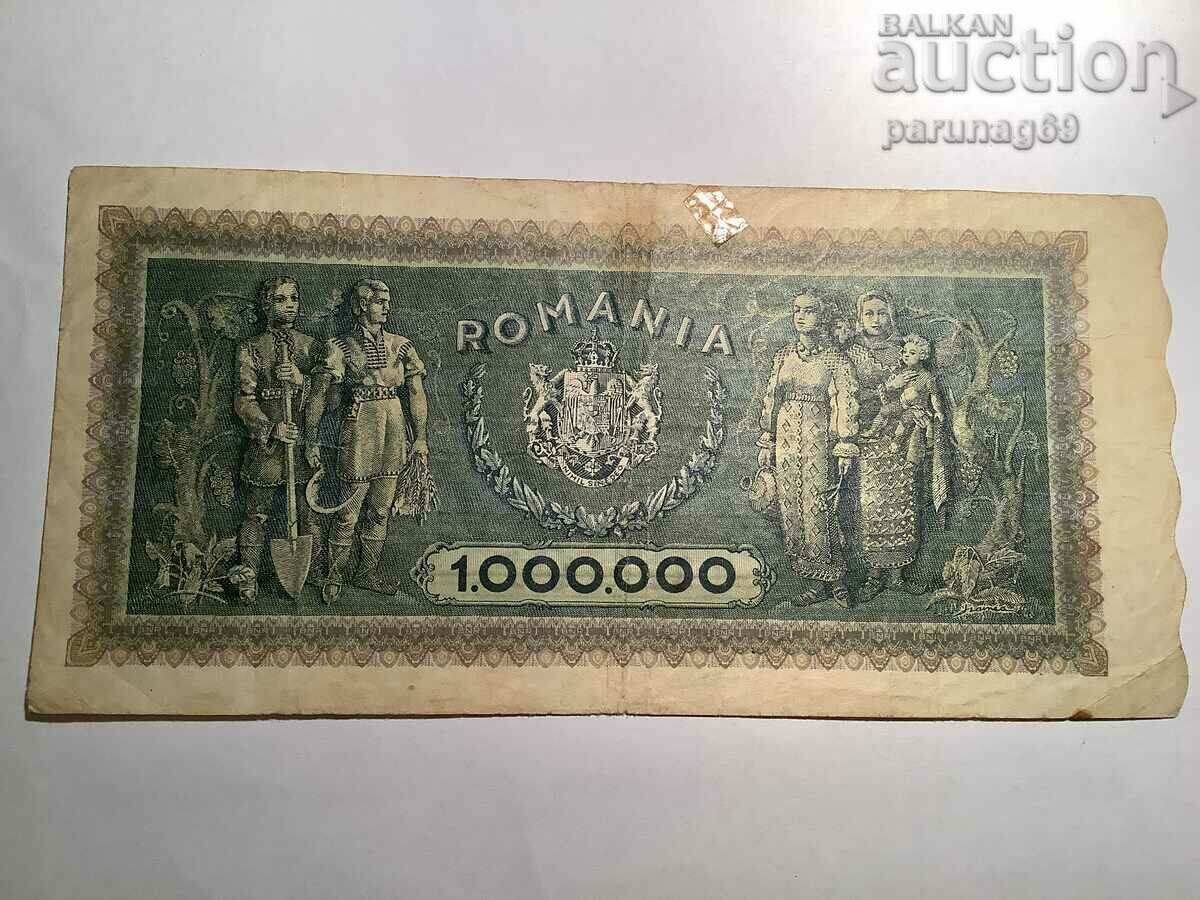 BALKAN
auction
parunag69
ROMANIA
NIHIL SINE DEO
1.000.000